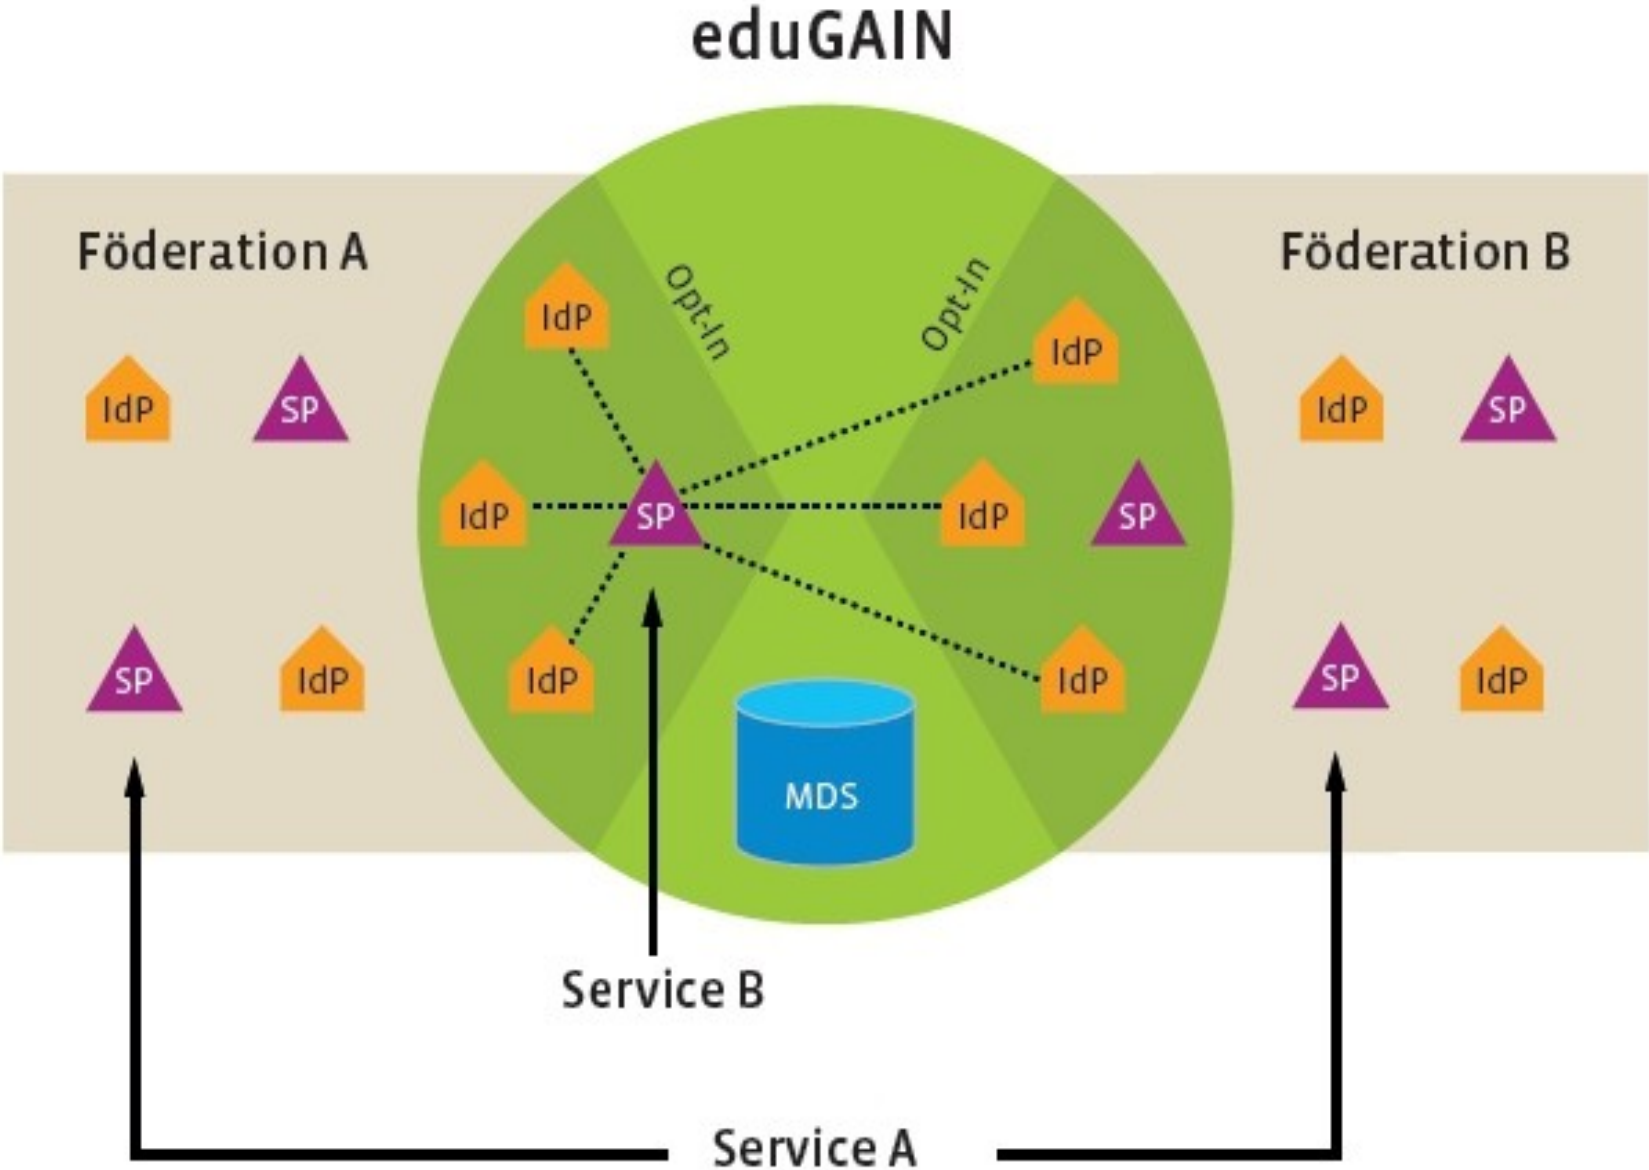 eduGAIN
Föderation A
Föderation B
Opt-In
Opt-In
IdP
IdP
IdP
SP
IdP
SP
IdP
SP
IdP
SP
SP
IdP
IdP
IdP
SP
IdP
SP
IdP
MDS
Service B
Service A